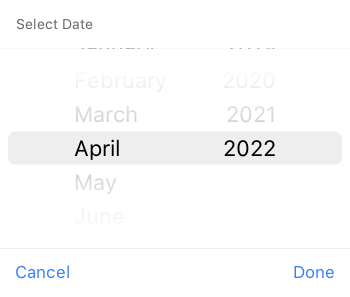 Select Date
February 2020
March 2021
April 2022
May
June
Cancel Done